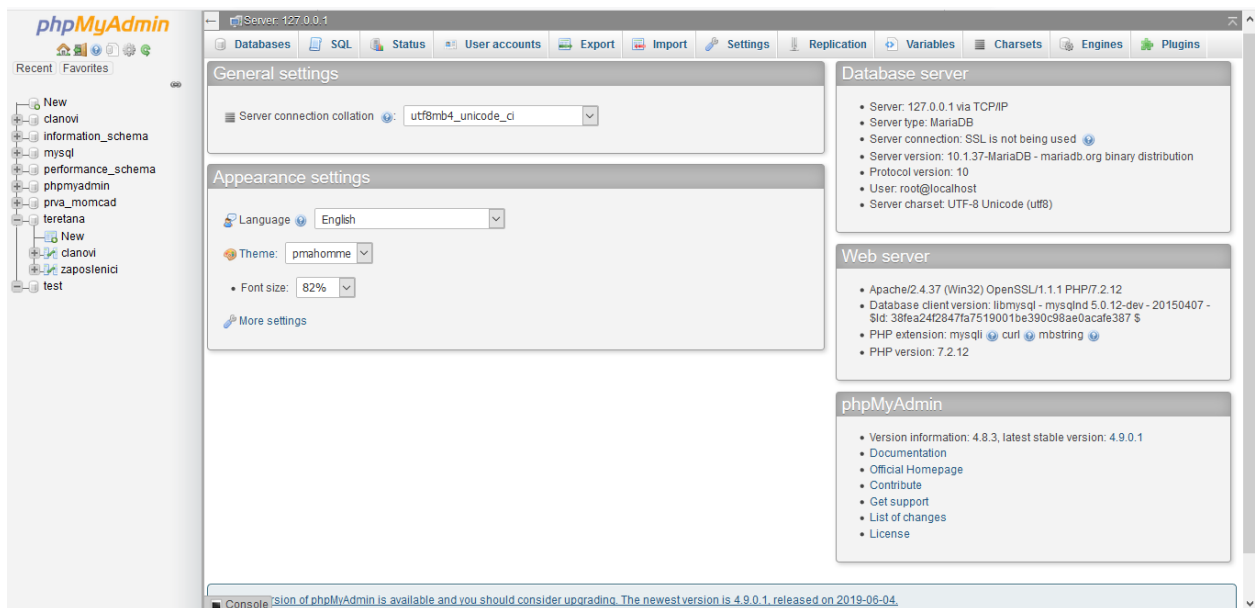 phpMyAdmin
Recent Favorites
New
clanovi
information_schema
mysql
performance_schema
phpmyadmin
prva_momcad
teretana
New
clanovi
zaposlenici
test
Server: 127.0.0.1
Databases SQL Status User accounts Export Import Settings Replication Variables Charsets Engines Plugins
General settings
Server connection collation : utf8mb4_unicode_ci
Appearance settings
Language English
Theme: pmahomme
• Font size: 82%
More settings
Database server
• Server: 127.0.0.1 via TCP/IP
• Server type: MariaDB
• Server connection: SSL is not being used
• Server version: 10.1.37-MariaDB - mariadb.org binary distribution
• Protocol version: 10
• User: root@localhost
• Server charset: UTF-8 Unicode (utf8)
Web server
• Apache/2.4.37 (Win32) OpenSSL/1.1.1 PHP/7.2.12
• Database client version: libmysql - mysqlnd 5.0.12-dev - 20150407 -
$Id: 38fea24f2847fa7519001be390c98ae0acafe387 $
• PHP extension: mysqli curl mbstring
• PHP version: 7.2.12
phpMyAdmin
• Version information: 4.8.3, latest stable version: 4.9.0.1
• Documentation
• Official Homepage
• Contribute
• Get support
• List of changes
• License
Console
of phpMyAdmin is available and you should consider upgrading. The newest version is 4.9.0.1, released on 2019-06-04.